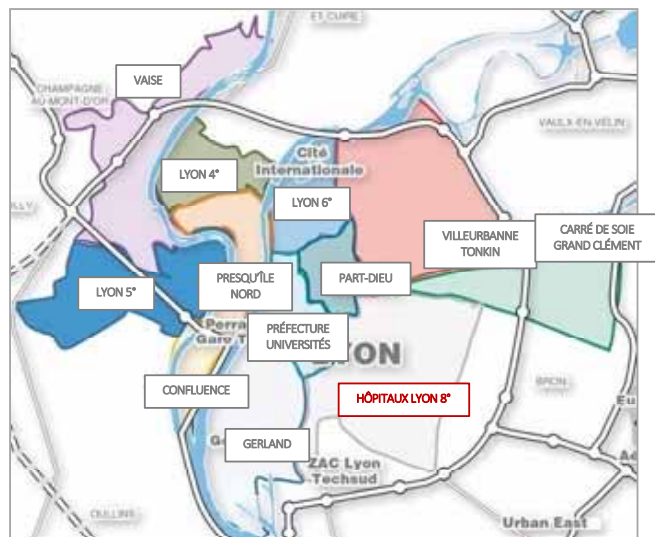 ET CUIRE
VAISE
CHAMPAGNE
AU-MONT-D'OR
VAULX-EN-VELIN
Cité
Internationale
LYON 4°
LYON 6°
VILLEURBANNE
TONKIN
CARRÉ DE SOIE
GRAND CLÉMENT
LYON 5°
PRESQU'ÎLE
NORD
PART-DIEU
PRÉFECTURE
UNIVERSITÉS
LYON
CONFLUENCE
HÔPITAUX LYON 8°
BRON
GERLAND
ZAC Lyon
Techsud
OULLINS
Urban East